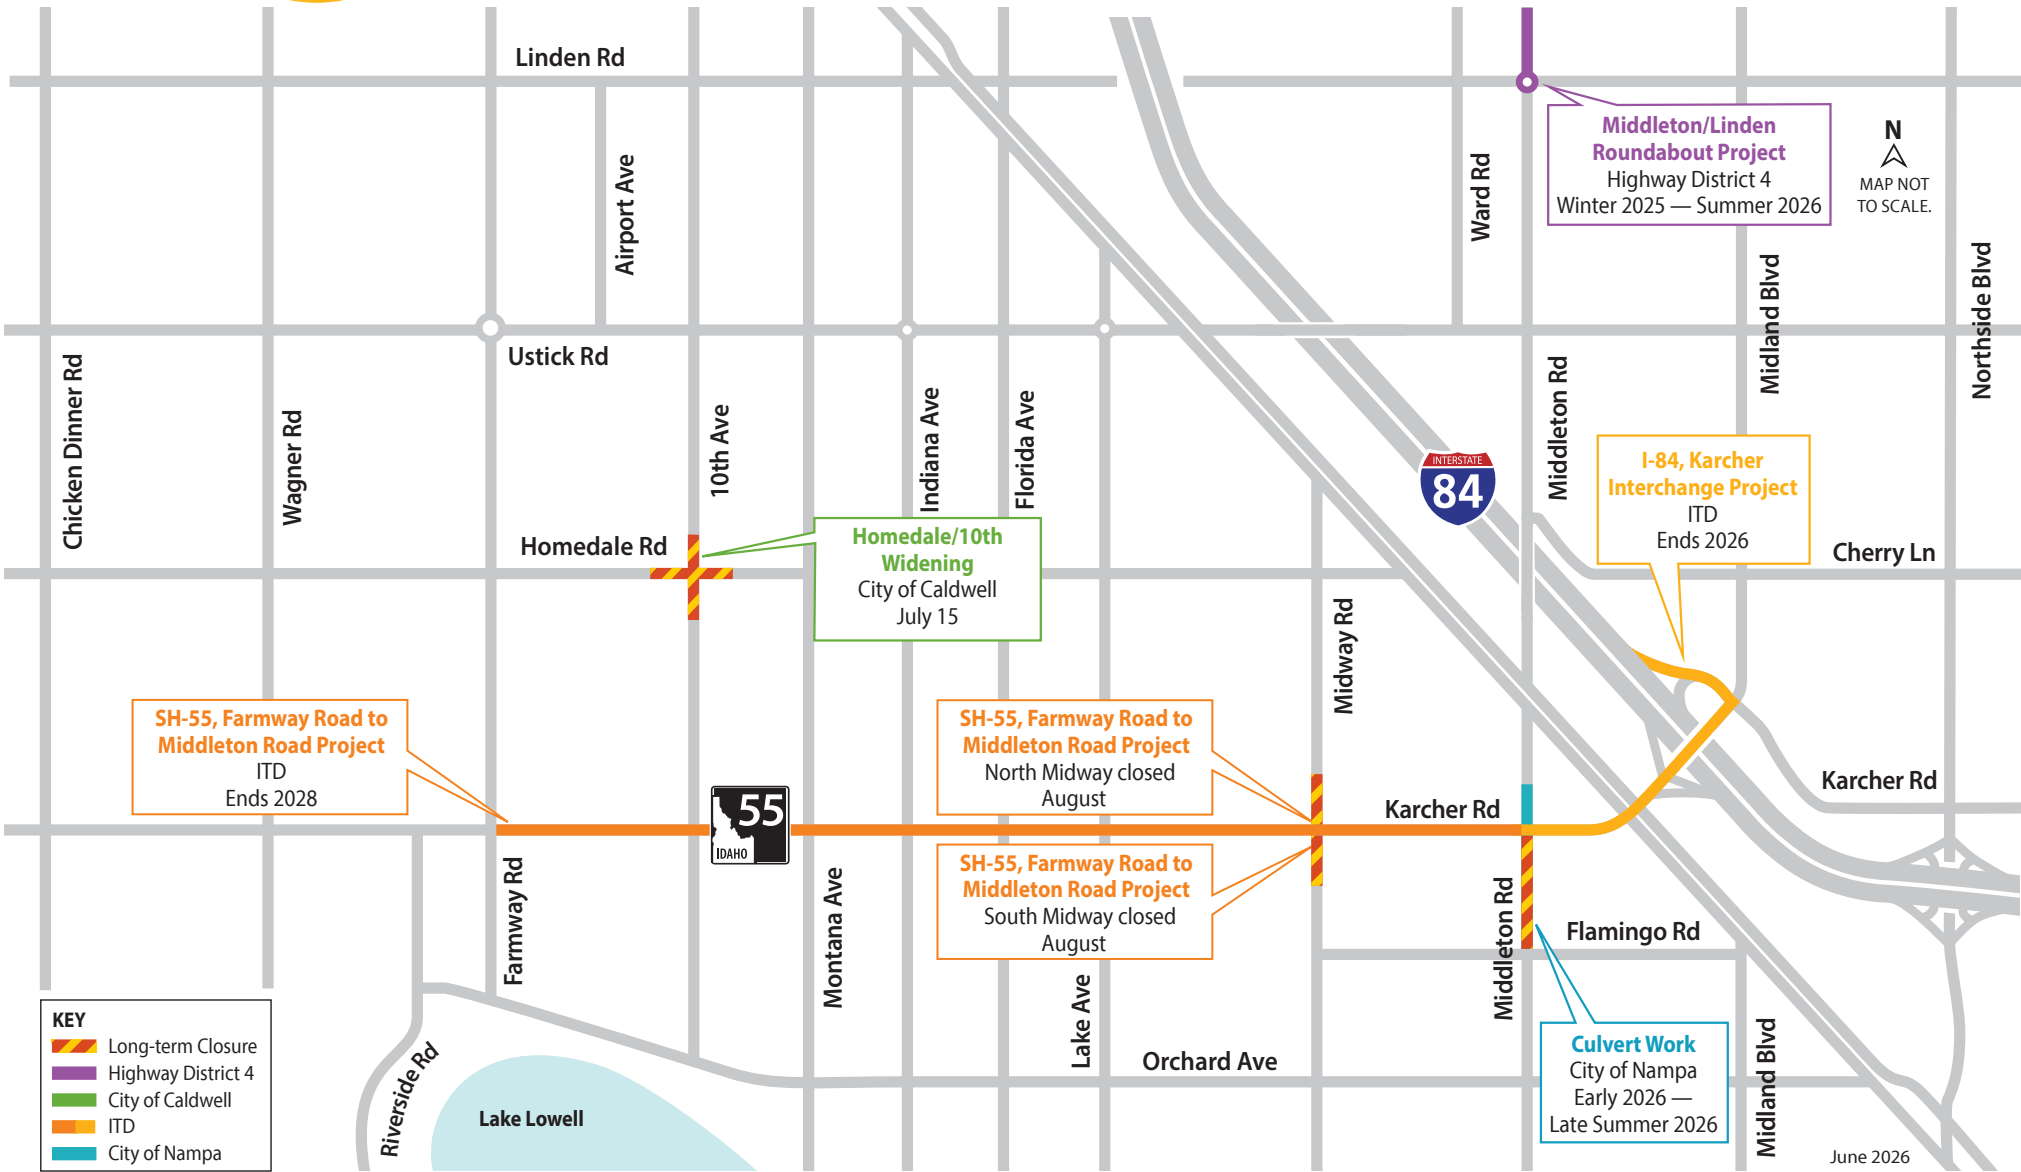 Linden Rd
Airport Ave
Ward Rd
Middleton/Linden
Roundabout Project
Highway District 4
Winter 2025 — Summer 2026
N
MAP NOT
TO SCALE.
Midland Blvd
Northside Blvd
Ustick Rd
Chicken Dinner Rd
Wagner Rd
10th Ave
Indiana Ave
Florida Ave
Middleton Rd
INTERSTATE
84
I-84, Karcher
Interchange Project
ITD
Ends 2026
Cherry Ln
Homedale Rd
Homedale/10th
Widening
City of Caldwell
July 15
Midway Rd
SH-55, Farmway Road to
Middleton Road Project
ITD
Ends 2028
SH-55, Farmway Road to
Middleton Road Project
North Midway closed
August
55
IDAHO
Karcher Rd
Karcher Rd
SH-55, Farmway Road to
Middleton Road Project
South Midway closed
August
Farmway Rd
Montana Ave
Lake Ave
Middleton Rd
Flamingo Rd
Culvert Work
City of Nampa
Early 2026 —
Late Summer 2026
Midland Blvd
Orchard Ave
Riverside Rd
Lake Lowell
KEY
Long-term Closure
Highway District 4
City of Caldwell
ITD
City of Nampa
June 2026